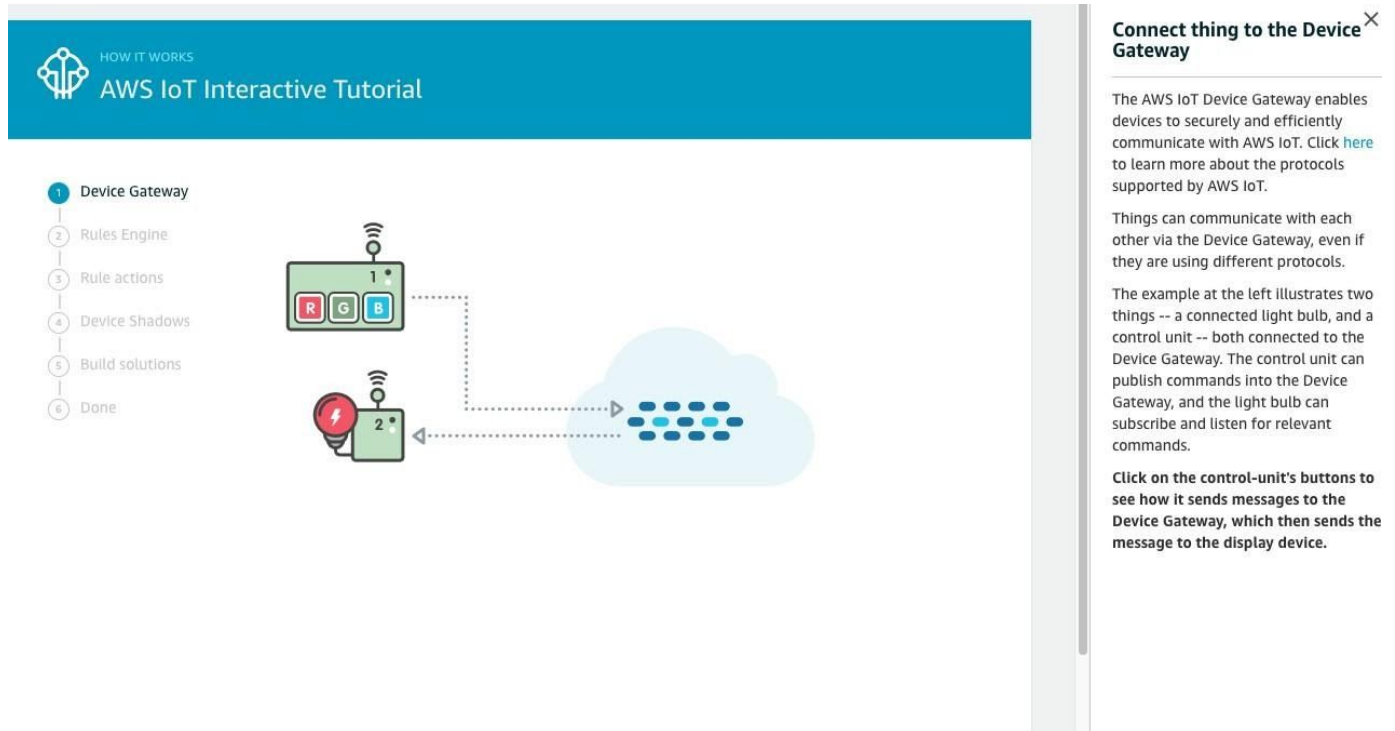 HOW IT WORKS
AWS IoT Interactive Tutorial
1 Device Gateway
2 Rules Engine
3 Rule actions
4 Device Shadows
5 Build solutions
6 Done
1
R G B
2
Connect thing to the Device
Gateway
The AWS IoT Device Gateway enables
devices to securely and efficiently
communicate with AWS IoT. Click here
to learn more about the protocols
supported by AWS IoT.
Things can communicate with each
other via the Device Gateway, even if
they are using different protocols.
The example at the left illustrates two
things -- a connected light bulb, and a
control unit -- both connected to the
Device Gateway. The control unit can
publish commands into the Device
Gateway, and the light bulb can
subscribe and listen for relevant
commands.
Click on the control-unit's buttons to
see how it sends messages to the
Device Gateway, which then sends the
message to the display device.